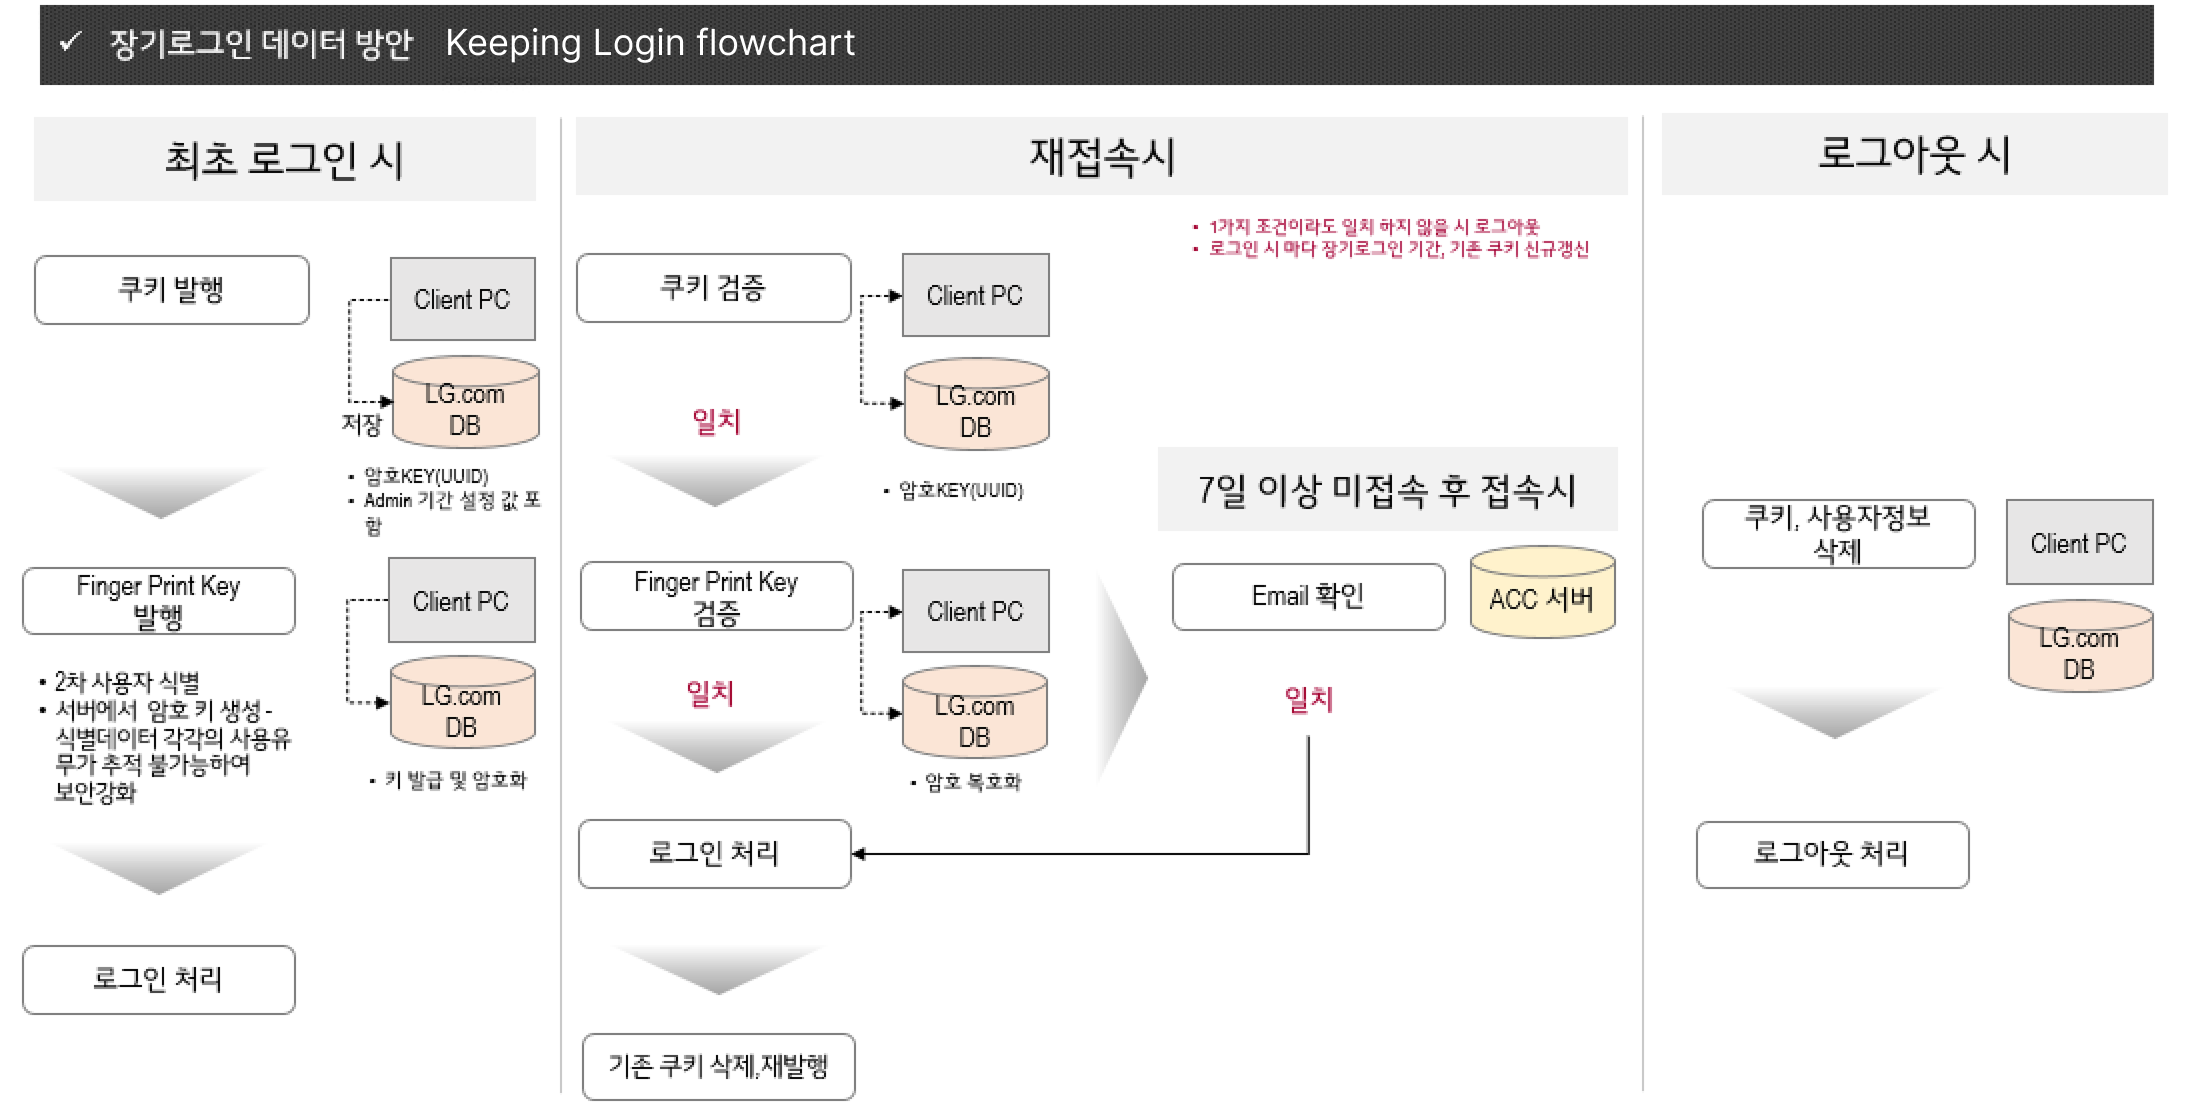 ✓ 장기로그인 데이터 방안 Keeping Login flowchart
최초 로그인 시
쿠키 발행
Client PC
LG.com
DB
저장
▪ 암호KEY(UUID)
▪ Admin 기간 설정 값 포
함
Finger Print Key
발행
Client PC
LG.com
DB
• 2차 사용자 식별
• 서버에서 암호 키 생성-
식별데이터 각각의 사용유
무가 추적 불가능하여
보안강화
▪ 키 발급 및 암호화
로그인 처리
재접속시
▪ 1가지 조건이라도 일치 하지 않을 시 로그아웃
▪ 로그인 시 마다 장기로그인 기간, 기존 쿠키 신규갱신
쿠키 검증
Client PC
LG.com
DB
일치
▪ 암호KEY(UUID)
Finger Print Key
검증
Client PC
LG.com
DB
일치
▪ 암호 복호화
7일 이상 미접속 후 접속시
Email 확인
ACC 서버
일치
로그인 처리
기존 쿠키 삭제,재발행
로그아웃 시
쿠키, 사용자정보
삭제
Client PC
LG.com
DB
로그아웃 처리